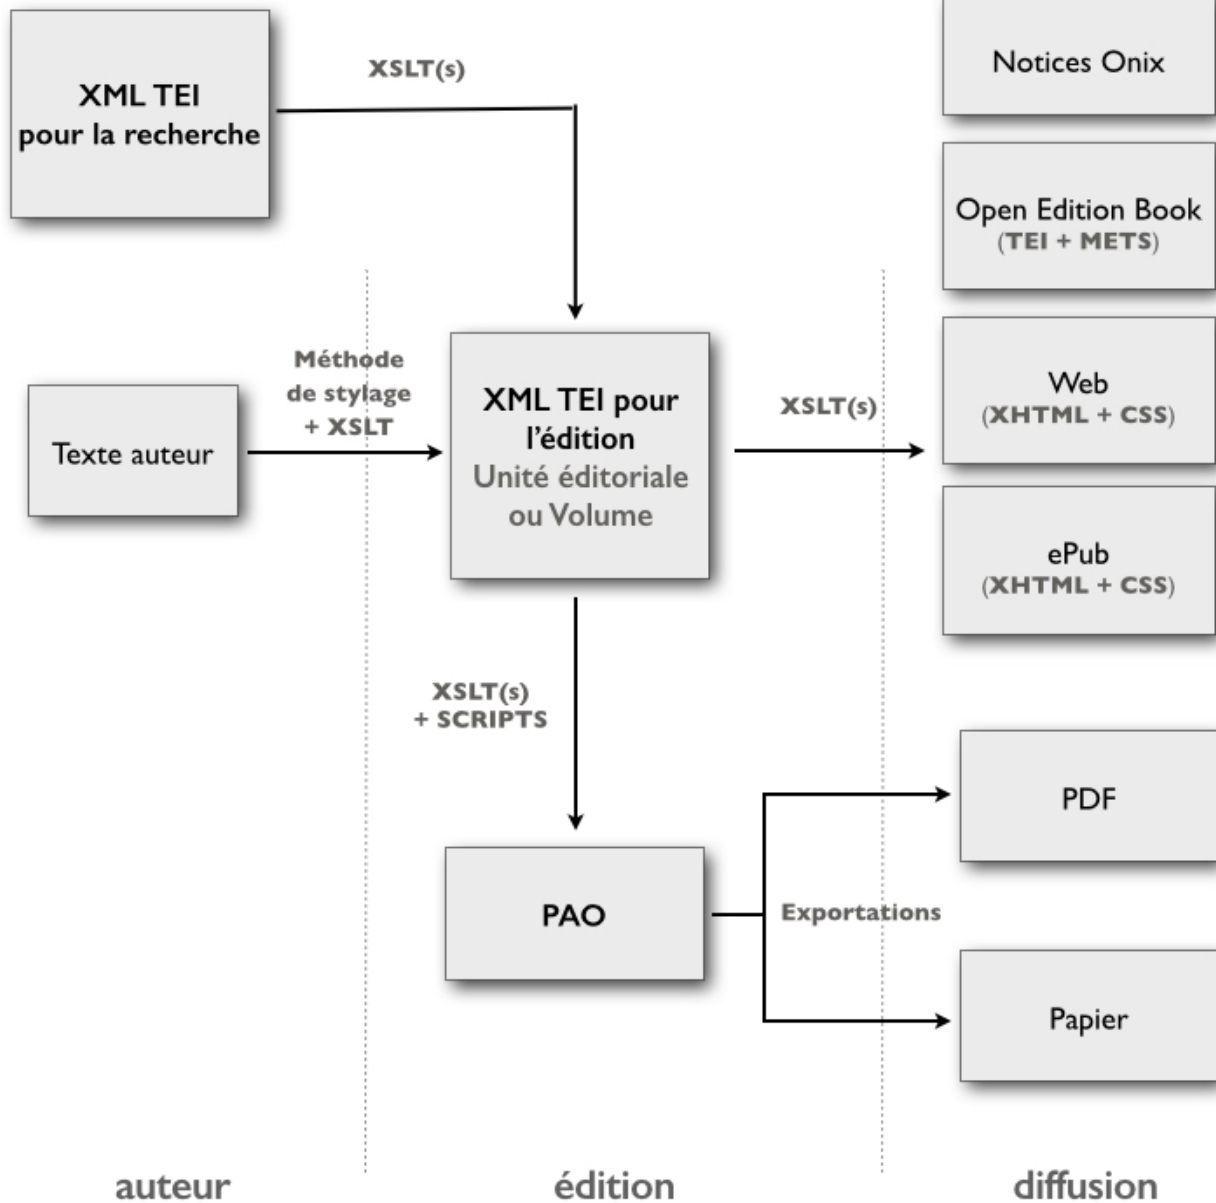 XML TEI
pour la recherche
XSLT(s)
Notices Onix
Open Edition Book
(TEI + METS)
Méthode
de stylage
+ XSLT
Texte auteur
XML TEI pour
l'édition
Unité éditoriale
ou Volume
XSLT(s)
Web
(XHTML + CSS)
ePub
(XHTML + CSS)
XSLT(s)
+ SCRIPTS
PAO
Exportations
PDF
Papier
auteur
édition
diffusion